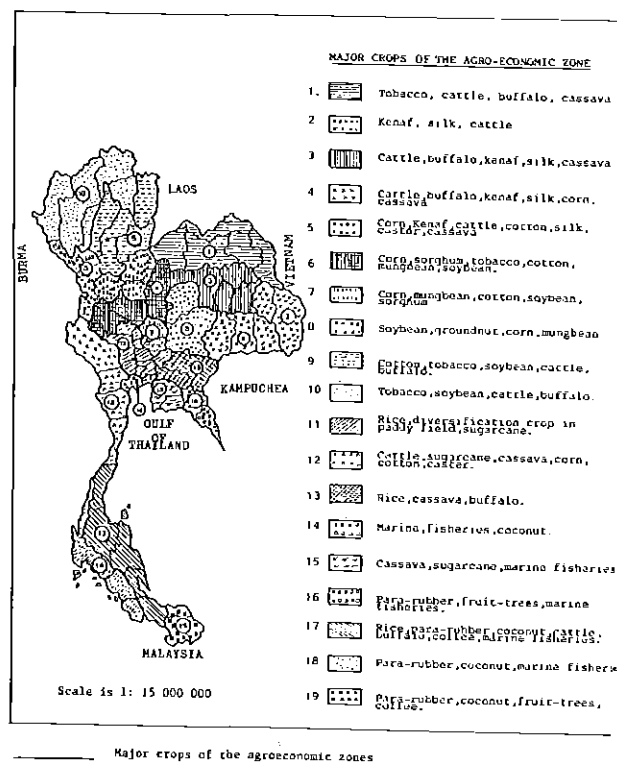 MAJOR CROPS OF THE AGRO-ECONOMIC ZONE
1. Tobacco, cattle, buffalo, cassava
2 Kenaf, silk, cattle
3 Cattle,buffalo,kenaf,silk,cassava
4 Cattle,buffalo,kenaf,silk,corn.
cassava
5 Corn,Kenaf,cattle,cotton,silk,
castor,cassava
6 Corn,sorghum,tobacco,cotton,
mungbean,soybean.
7 Corn,mungbean,cotton,soybean,
sorghum
8 Soybean,groundnut,corn,mungbean
9 Cotton,tobacco,soybean,cattle,
buffalo.
10 Tobacco,soybean,cattle,buffalo.
11 Rice,diversification crop in
paddy field,sugarcane.
12 Cattle,sugarcane,cassava,corn,
cotton,caster.
13 Rice,cassava,buffalo.
14 Marina,fisheries,coconut.
15 Cassava,sugarcane,marine fisheries
16 Para-rubber,fruit-trees,marine
fisheries.
17 Rice,para-rubber,coconut,cattle,
buffalo,coffee,marine fisheries.
18 Para-rubber,coconut,marine fisherie
19 Para-rubber,coconut,fruit-trees,
coffee.
LAOS
BURMA
VIETNAM
KAMPUCHEA
GULF
OF
THAILAND
MALAYSIA
Scale is 1: 15 000 000
Major crops of the agroeconomic zones